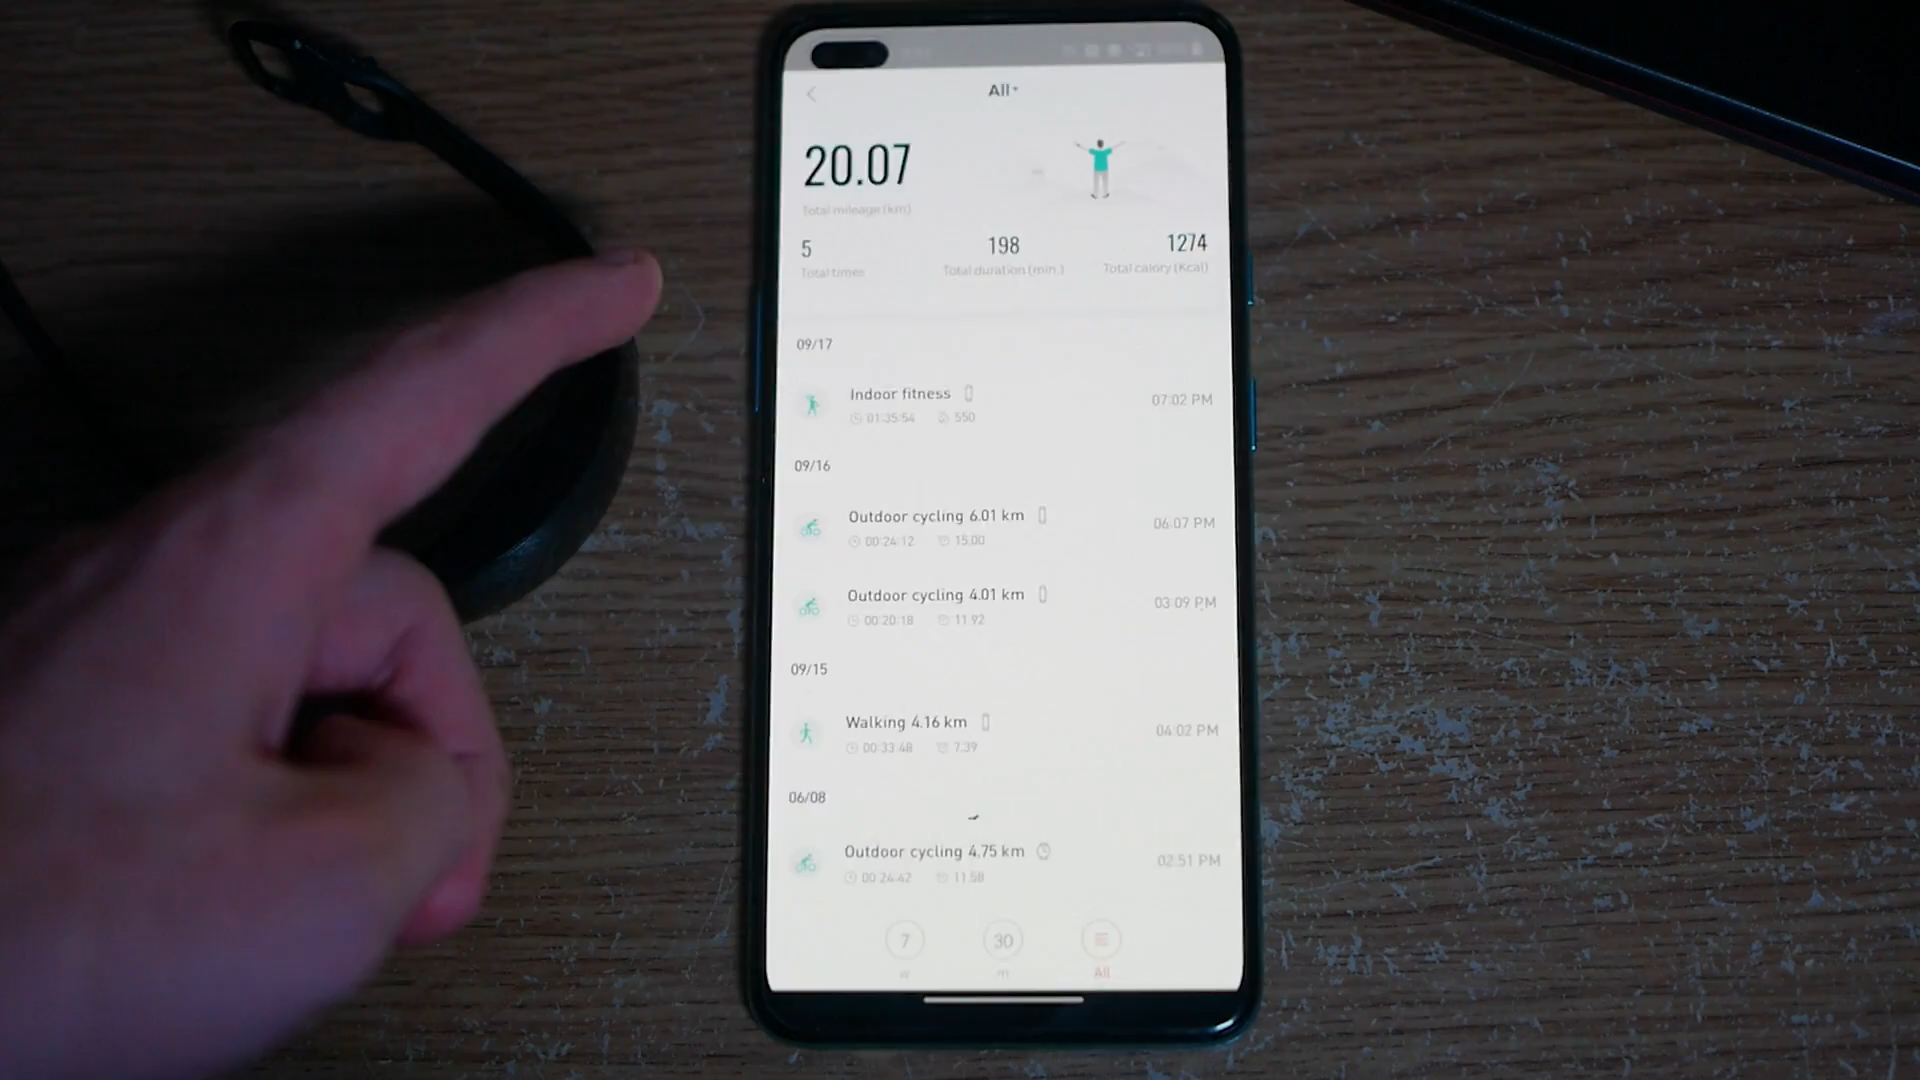 All
20.07
Total mileage (km)
5 198 1274
Total times Total duration (min.) Total calory (Kcal)
09/17
Indoor fitness
01:35:54 550
07:02 PM
09/16
Outdoor cycling 6.01 km
00:24:12 15.00
06:07 PM
Outdoor cycling 4.01 km
00:20:18 11.92
03:09 PM
09/15
Walking 4.16 km
00:33:48 7.39
04:02 PM
06/08
Outdoor cycling 4.75 km
00:24:42 11.58
02:51 PM
7 30
w m All